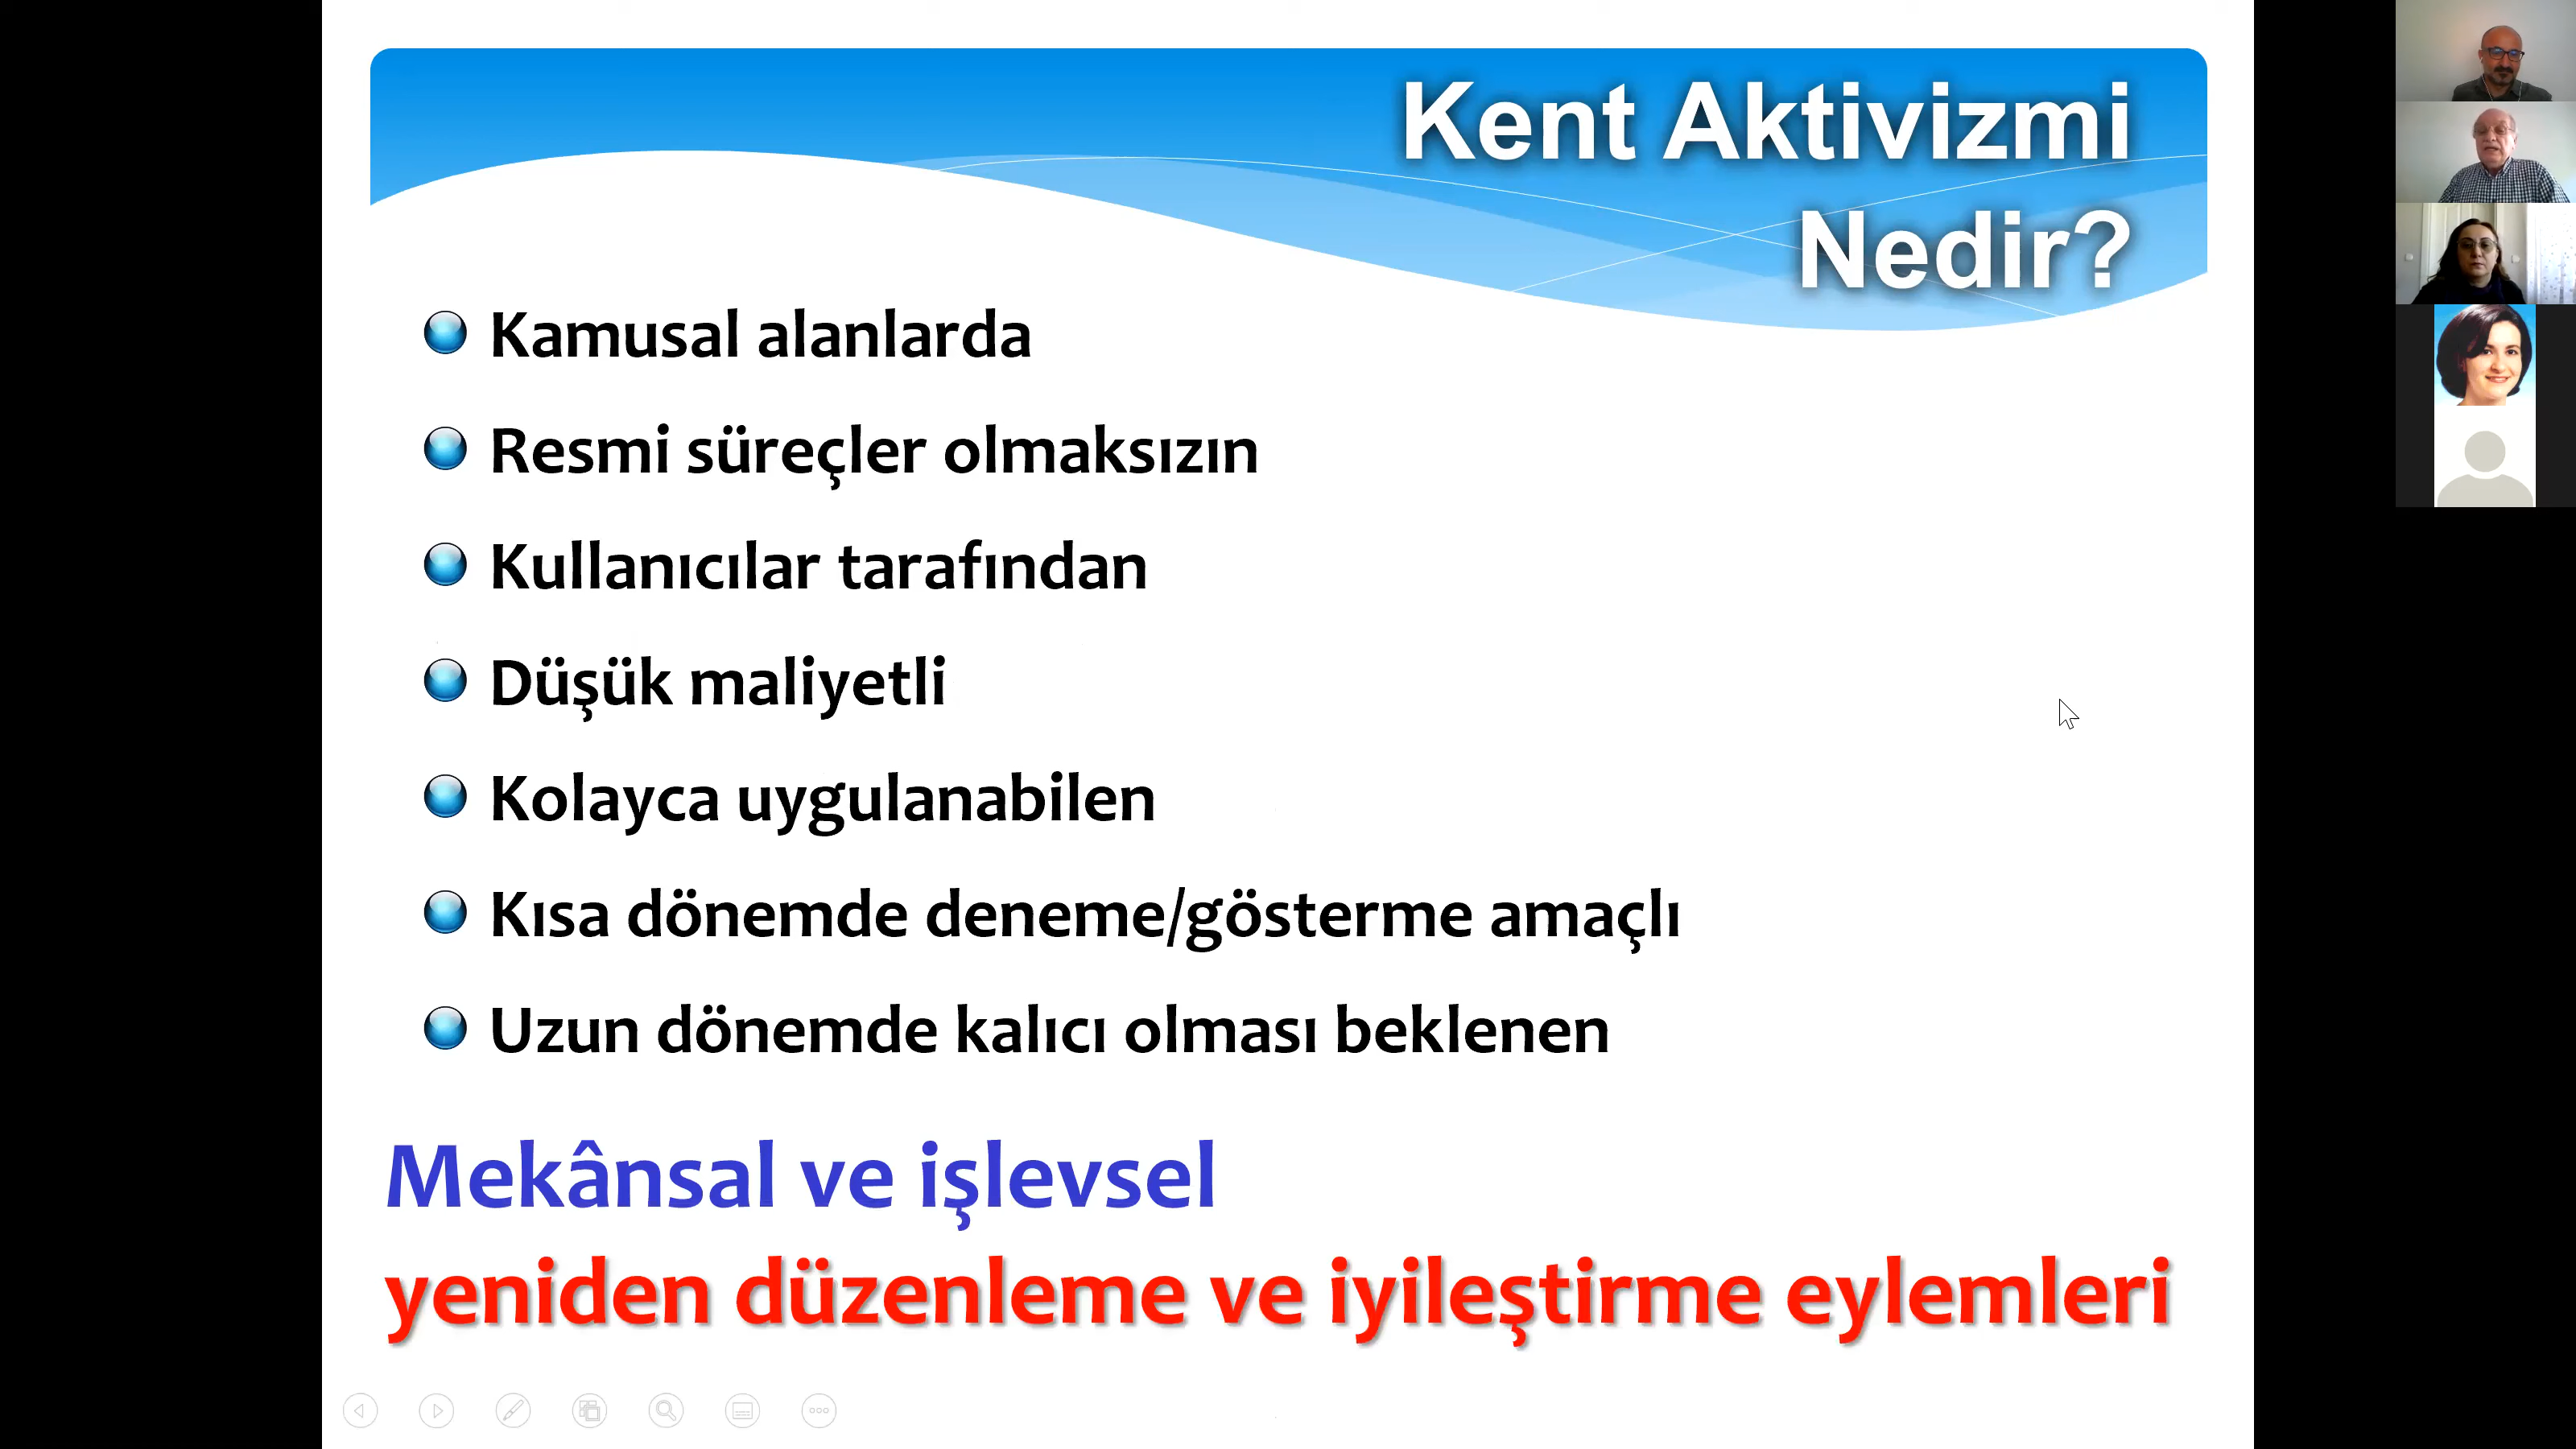 Kent Aktivizmi
Nedir?
Kamusal alanlarda
Resmi süreçler olmaksızın
Kullanıcılar tarafından
Düşük maliyetli
Kolayca uygulanabilen
Kısa dönemde deneme/gösterme amaçlı
Uzun dönemde kalıcı olması beklenen
Mekânsal ve işlevsel
yeniden düzenleme ve iyileştirme eylemleri